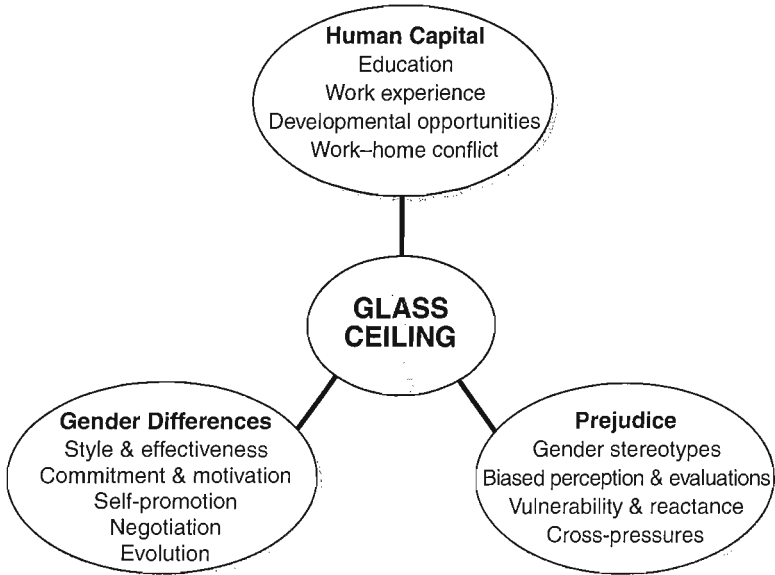 Human Capital
Education
Work experience
Developmental opportunities
Work–home conflict
GLASS
CEILING
Gender Differences
Style & effectiveness
Commitment & motivation
Self-promotion
Negotiation
Evolution
Prejudice
Gender stereotypes
Biased perception & evaluations
Vulnerability & reactance
Cross-pressures